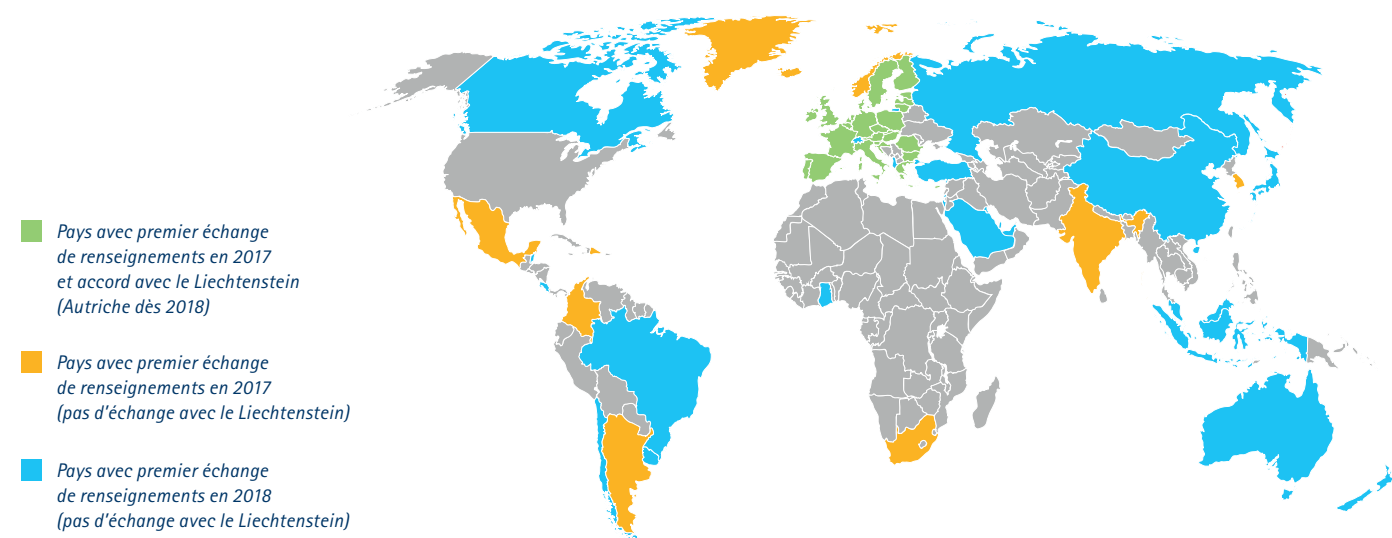 Pays avec premier échange
de renseignements en 2017
et accord avec le Liechtenstein
(Autriche dès 2018)
Pays avec premier échange
de renseignements en 2017
(pas d'échange avec le Liechtenstein)
Pays avec premier échange
de renseignements en 2018
(pas d'échange avec le Liechtenstein)